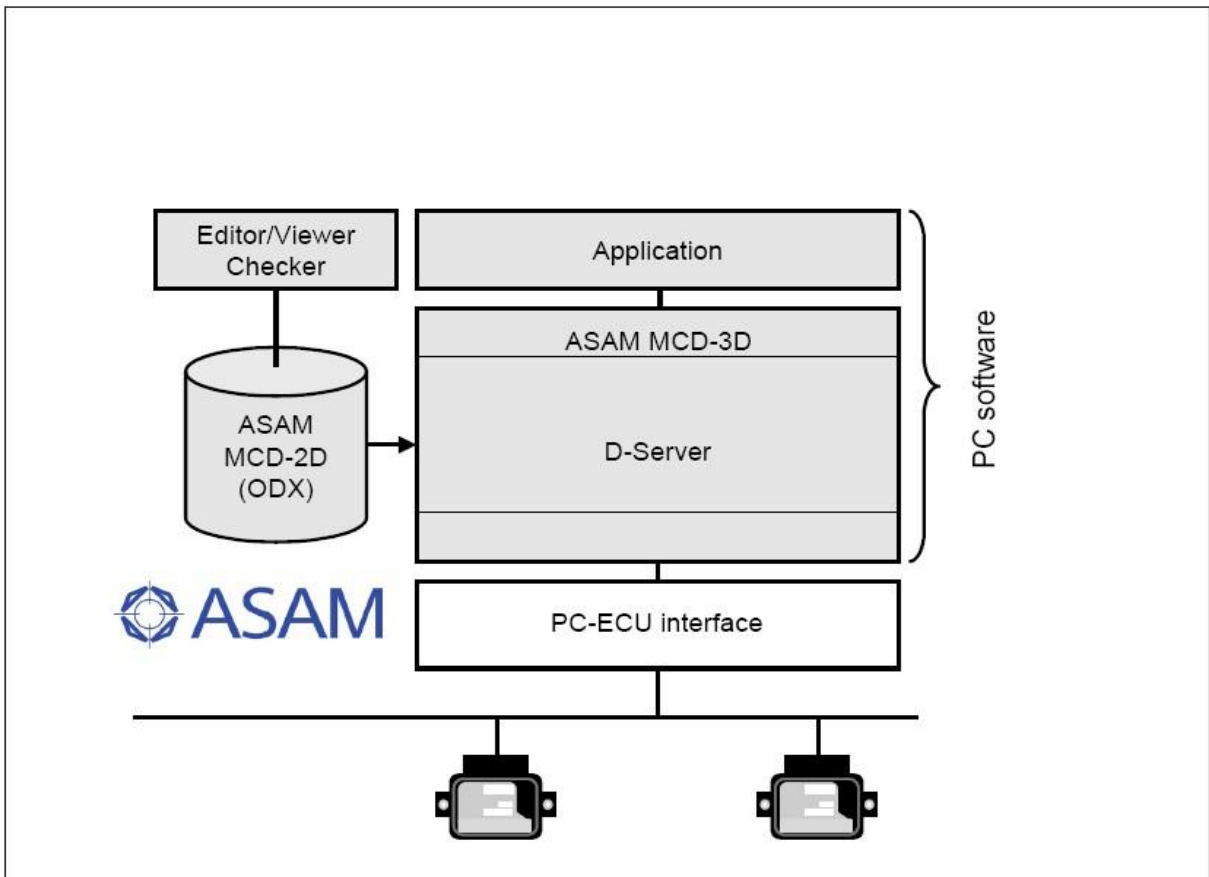 Editor/Viewer
Checker
Application
ASAM MCD-3D
ASAM
MCD-2D
(ODX)
D-Server
PC software
ASAM
PC-ECU interface